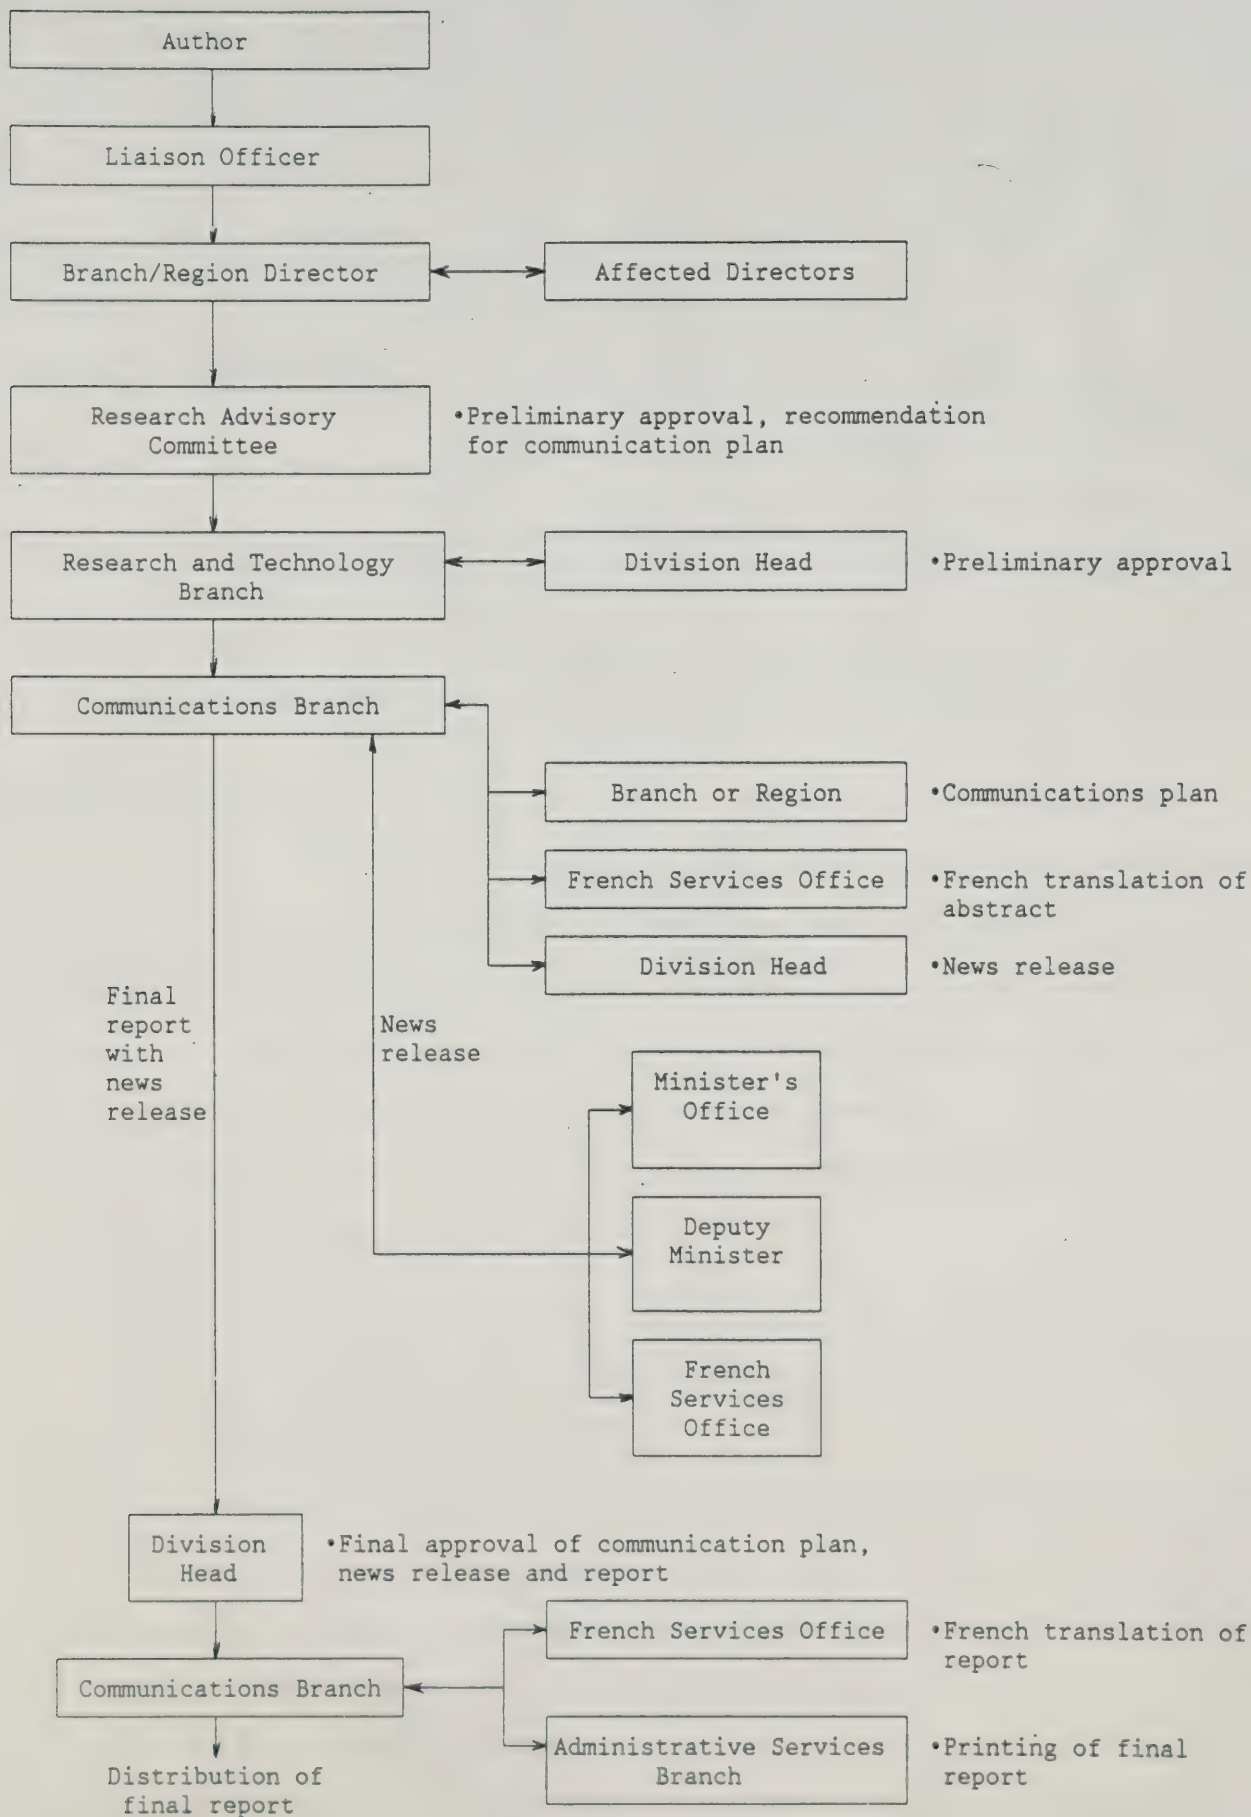 Author
Liaison Officer
Branch/Region Director
Affected Directors
Research Advisory
Committee
•Preliminary approval, recommendation
for communication plan
Research and Technology
Branch
Division Head
•Preliminary approval
Communications Branch
Branch or Region
•Communications plan
French Services Office
•French translation of
abstract
Division Head
•News release
Final
report
with
news
release
News
release
Minister's
Office
Deputy
Minister
French
Services
Office
Division
Head
•Final approval of communication plan,
news release and report
French Services Office
•French translation of
report
Communications Branch
Administrative Services
Branch
•Printing of final
report
Distribution of
final report